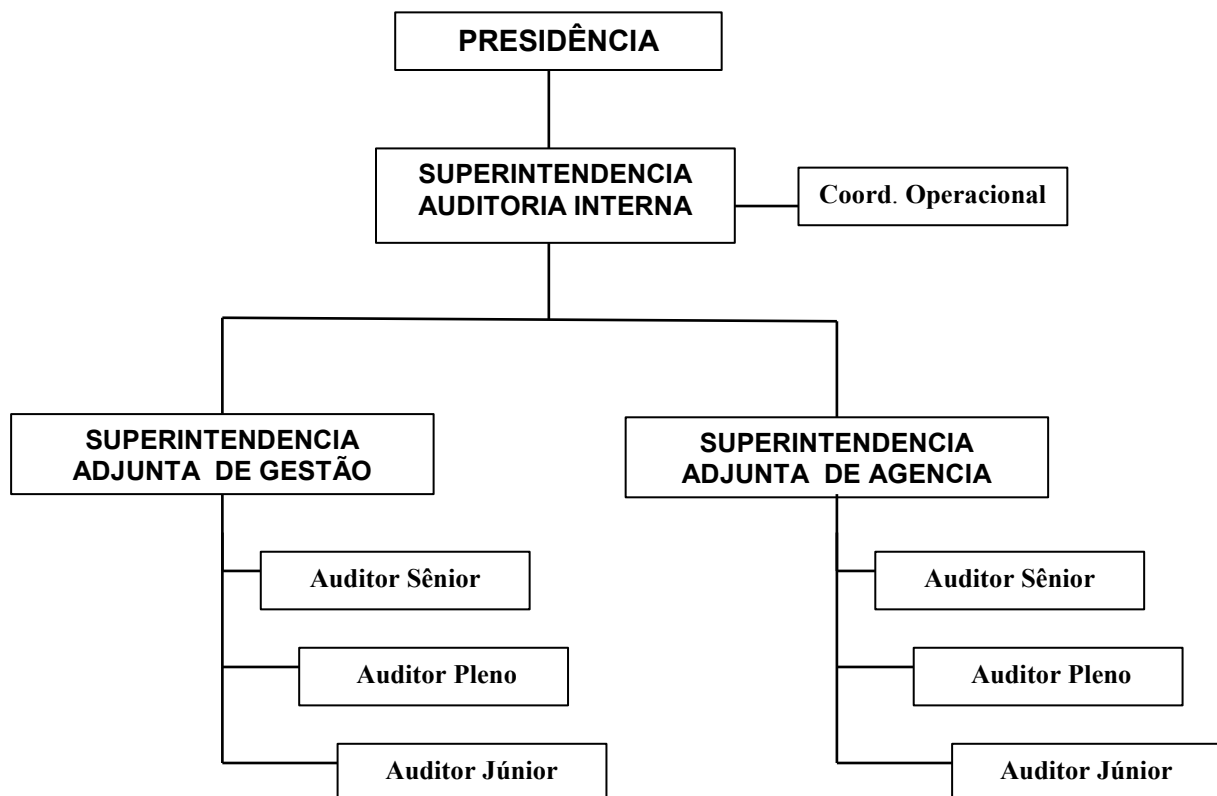 PRESIDÊNCIA
SUPERINTENDENCIA
AUDITORIA INTERNA
Coord. Operacional
SUPERINTENDENCIA
ADJUNTA DE GESTÃO
SUPERINTENDENCIA
ADJUNTA DE AGENCIA
Auditor Sênior
Auditor Sênior
Auditor Pleno
Auditor Pleno
Auditor Júnior
Auditor Júnior